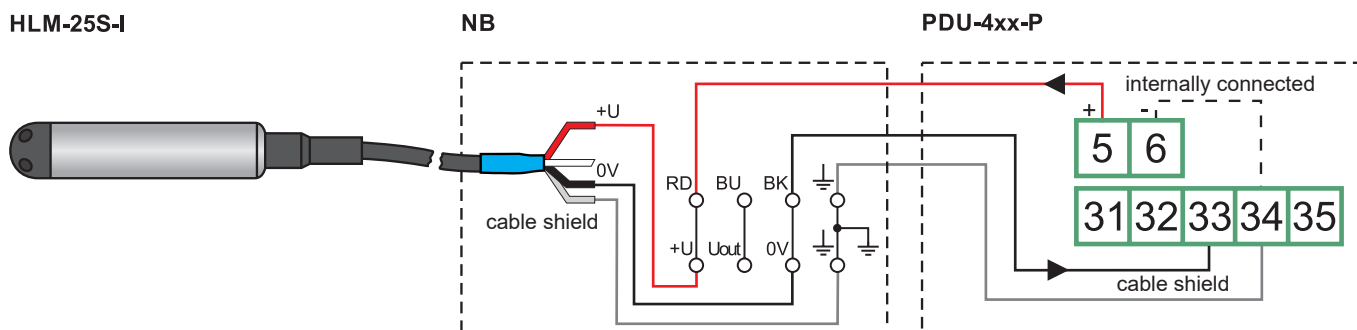 HLM-25S-I
NB
PDU-4xx-P
+U
0V
cable shield
RD BU BK
+U Uout 0V
internally connected
+ -
5 6
31 32 33 34 35
cable shield